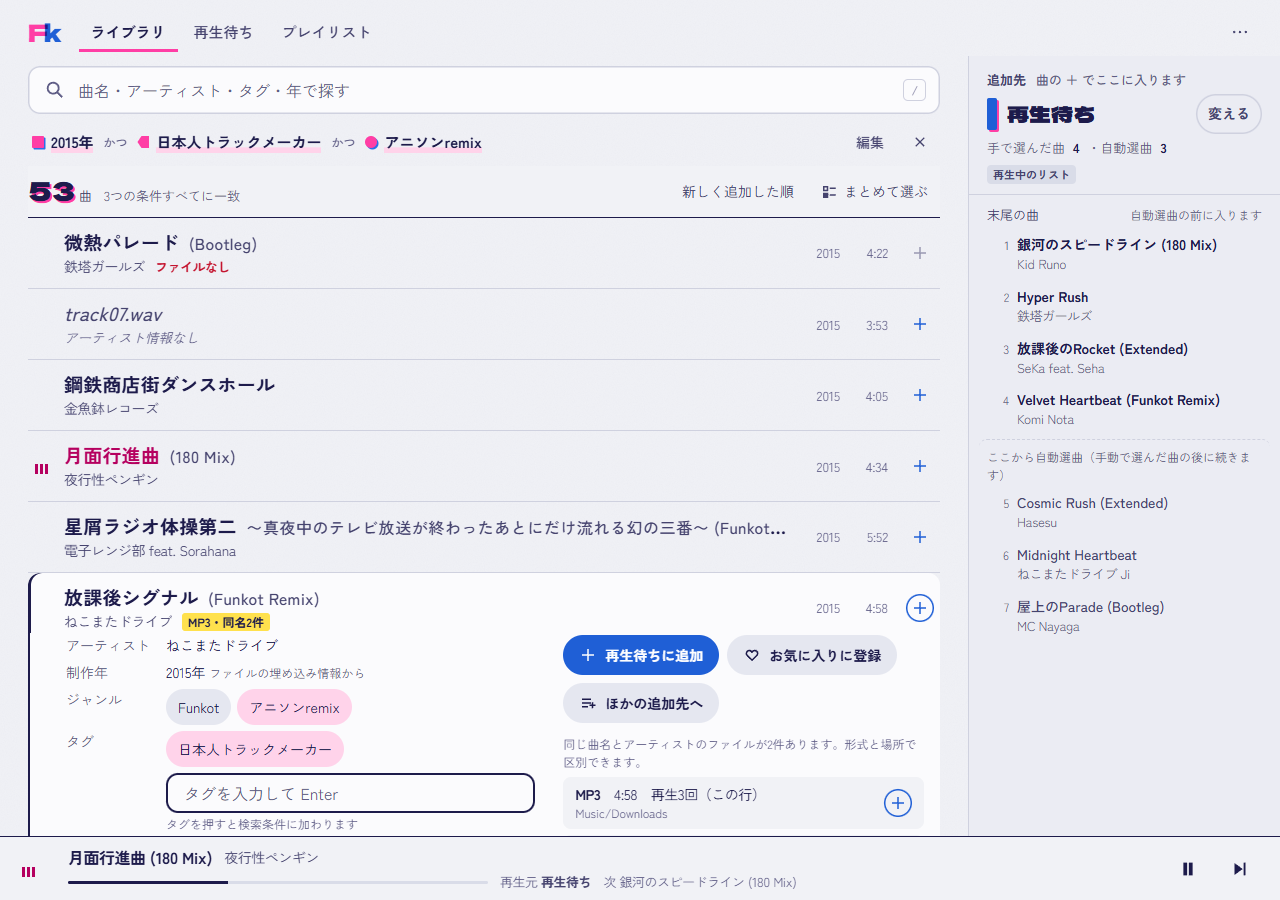 Fk ライブラリ 再生待ち プレイリスト ...
曲名・アーティスト・タグ・年で探す /
2015年 かつ 日本人トラックメーカー かつ アニソンremix 編集 ×
53 曲 3つの条件すべてに一致 新しく追加した順 まとめて選ぶ
微熱パレード (Bootleg)
鉄塔ガールズ ファイルなし
2015 4:22 +
track07.wav
アーティスト情報なし
2015 3:53 +
鋼鉄商店街ダンスホール
金魚鉢レコーズ
2015 4:05 +
月面行進曲 (180 Mix)
夜行性ペンギン
2015 4:34 +
星屑ラジオ体操第二 〜真夜中のテレビ放送が終わったあとにだけ流れる幻の三番〜 (Funkot...
電子レンジ部 feat. Sorahana
2015 5:52 +
放課後シグナル (Funkot Remix)
ねこまたドライブ MP3・同名2件
2015 4:58 +
アーティスト ねこまたドライブ
制作年 2015年 ファイルの埋め込み情報から
ジャンル Funkot アニソンremix
タグ 日本人トラックメーカー
タグを入力して Enter
タグを押すと検索条件に加わります
+ 再生待ちに追加 お気に入りに登録
ほかの追加先へ
同じ曲名とアーティストのファイルが2件あります。形式と場所で
区別できます。
MP3 4:58 再生3回（この行）
Music/Downloads
+
追加先 曲の + でここに入ります
再生待ち 変える
手で選んだ曲 4 ・自動選曲 3
再生中のリスト
末尾の曲 自動選曲の前に入ります
1 銀河のスピードライン (180 Mix)
Kid Runo
2 Hyper Rush
鉄塔ガールズ
3 放課後のRocket (Extended)
SeKa feat. Seha
4 Velvet Heartbeat (Funkot Remix)
Komi Nota
ここから自動選曲（手動で選んだ曲の後に続きま
す）
5 Cosmic Rush (Extended)
Hasesu
6 Midnight Heartbeat
ねこまたドライブ Ji
7 屋上のParade (Bootleg)
MC Nayaga
月面行進曲 (180 Mix) 夜行性ペンギン
再生元 再生待ち 次 銀河のスピードライン (180 Mix)